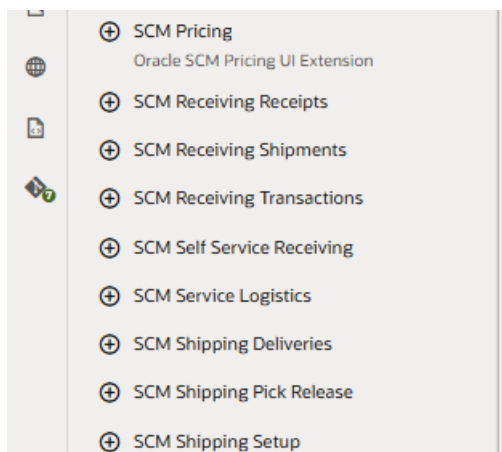 SCM Pricing
Oracle SCM Pricing UI Extension
SCM Receiving Receipts
SCM Receiving Shipments
7
SCM Receiving Transactions
SCM Self Service Receiving
SCM Service Logistics
SCM Shipping Deliveries
SCM Shipping Pick Release
SCM Shipping Setup